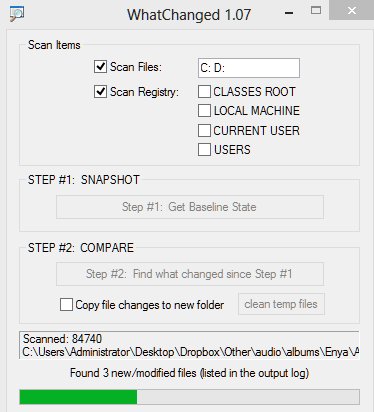 WhatChanged 1.07
Scan Items
Scan Files:
C: D:
Scan Registry:
CLASSES ROOT
LOCAL MACHINE
CURRENT USER
USERS
STEP #1: SNAPSHOT
Step #1: Get Baseline State
STEP #2: COMPARE
Step #2: Find what changed since Step #1
Copy file changes to new folder
clean temp files
Scanned: 84740
C:\Users\Administrator\Desktop\Dropbox\Other\audio\albums\Enya\A
Found 3 new/modified files (listed in the output log)